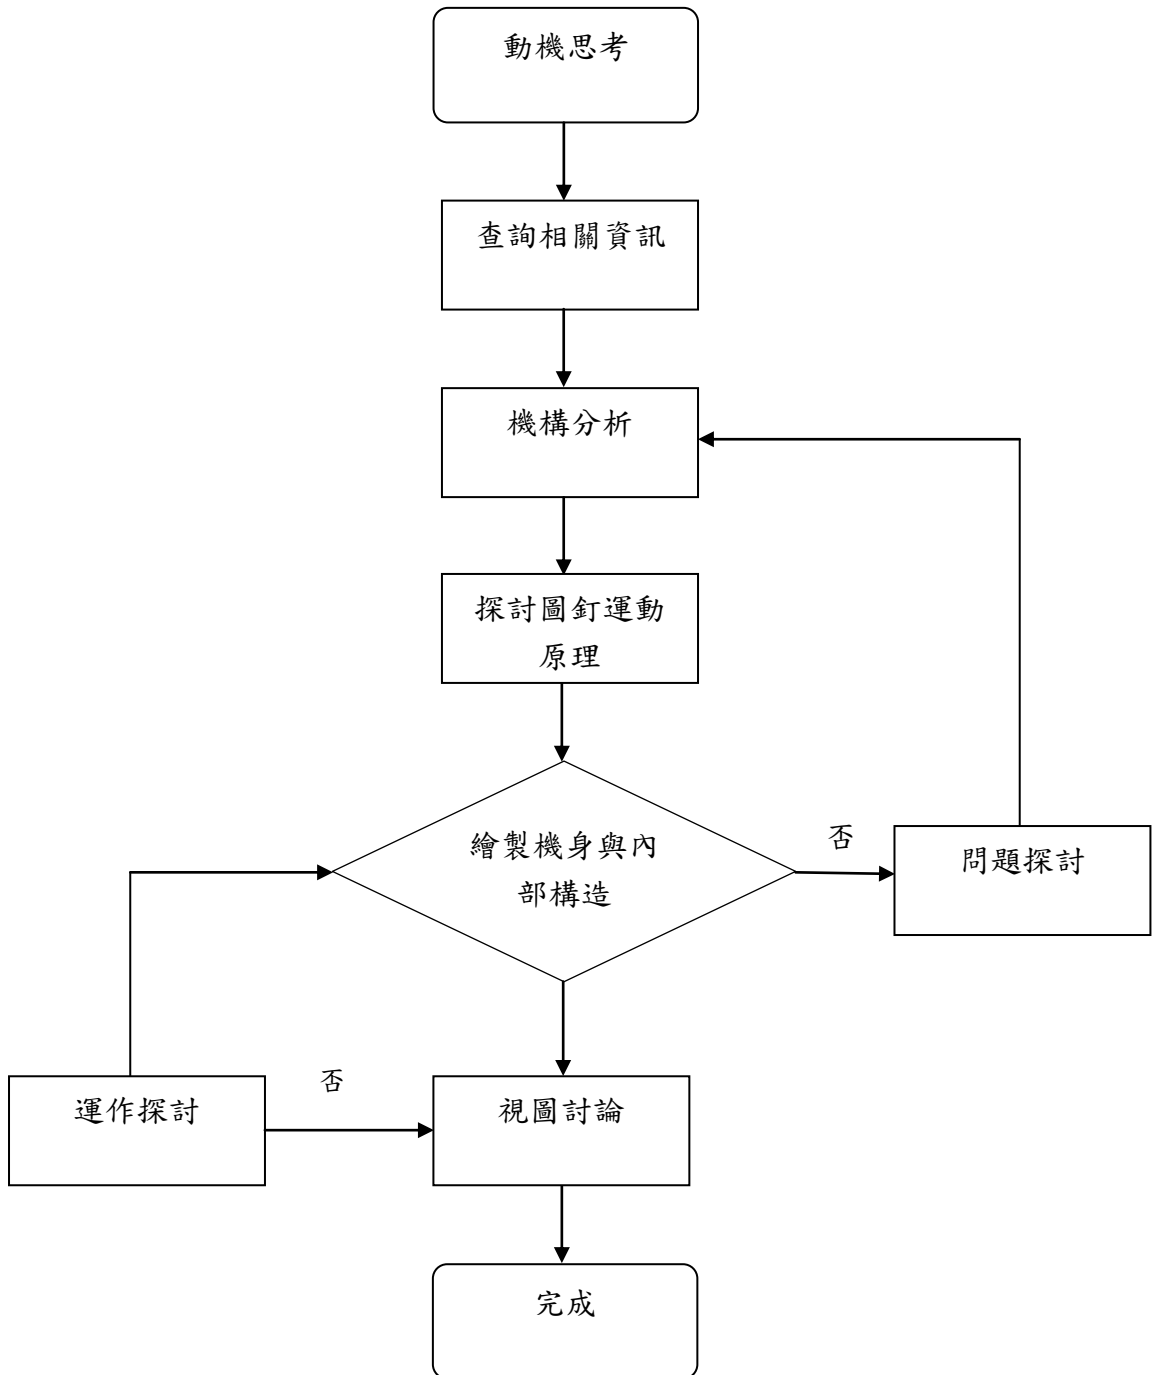 動機思考
查詢相關資訊
機構分析
探討圖釘運動
原理
繪製機身與內
部構造
否
問題探討
運作探討
否
視圖討論
完成